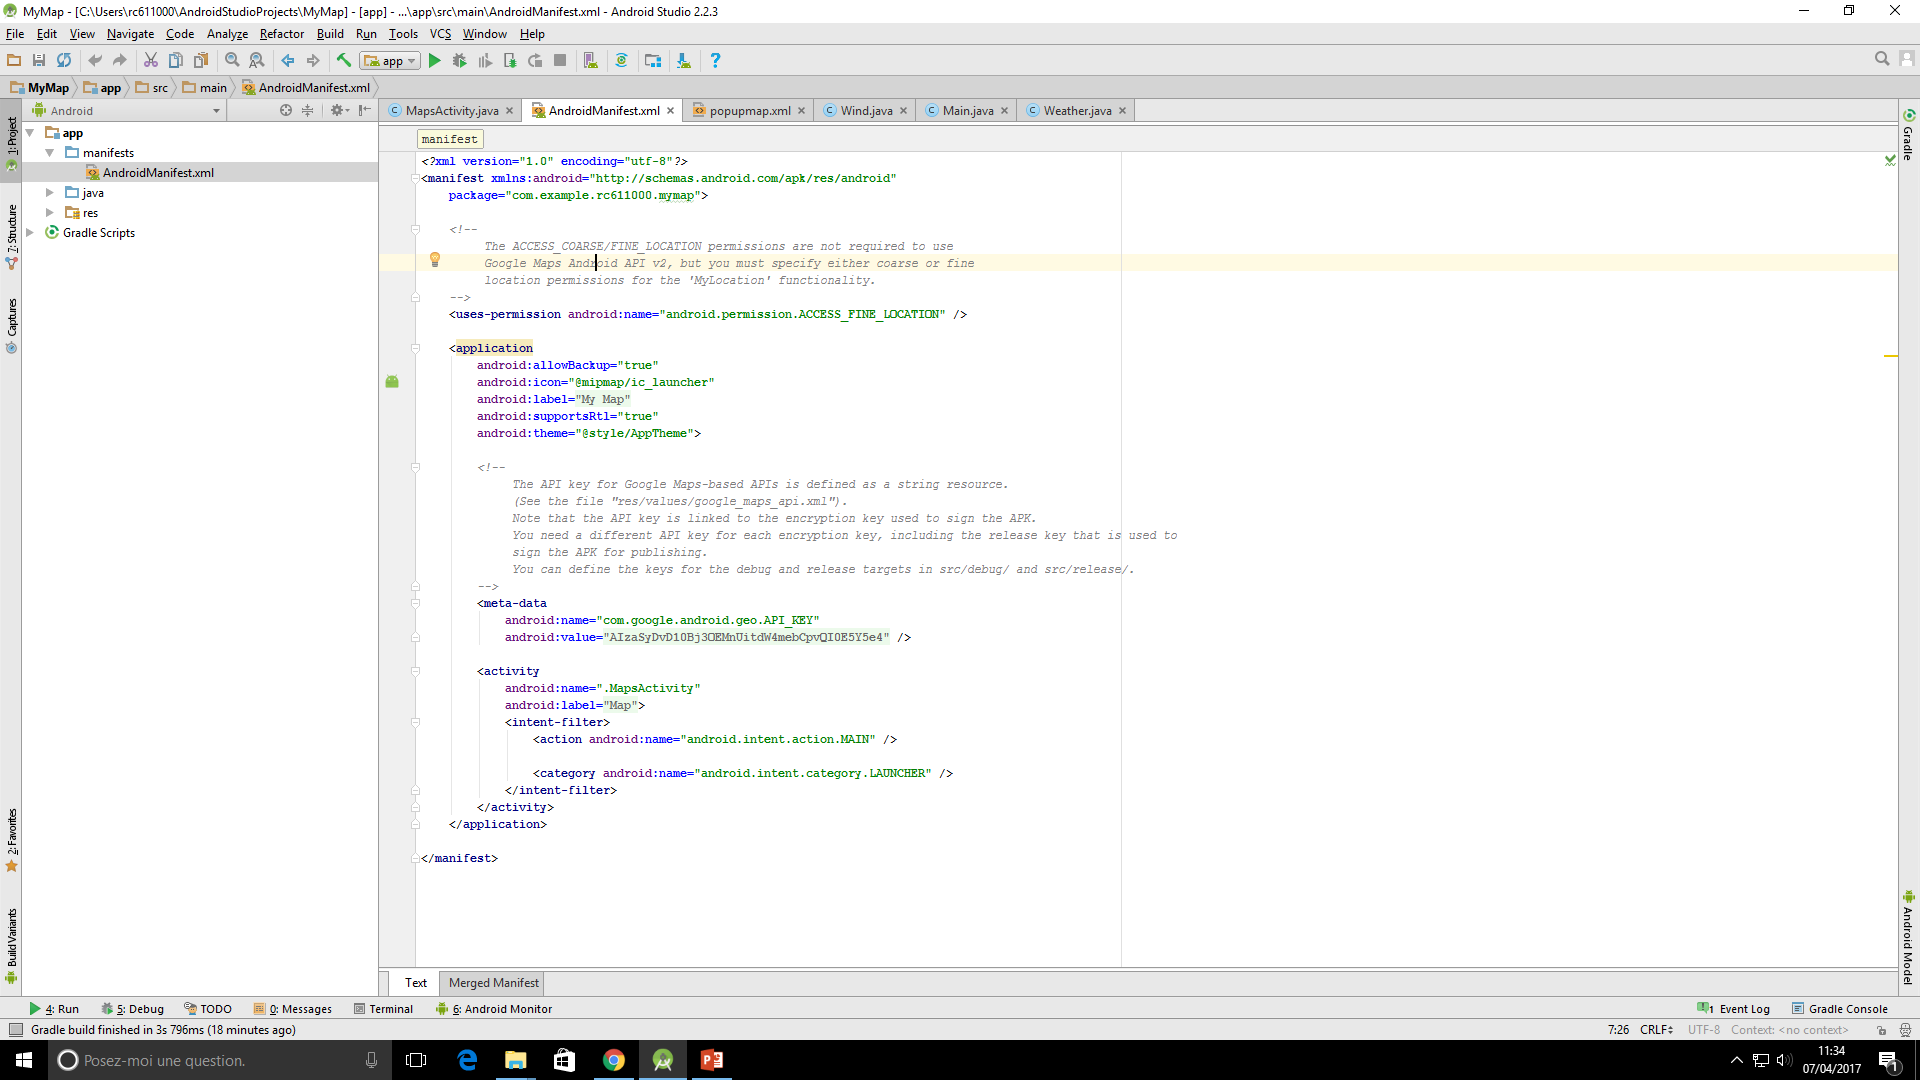 MyMap - [C:\Users\rc611000\AndroidStudioProjects\MyMap] - [app] - ...\app\src\main\AndroidManifest.xml - Android Studio 2.2.3
File Edit View Navigate Code Analyze Refactor Build Run Tools VCS Window Help
app
MyMap app src main AndroidManifest.xml
Android
MapsActivity.java AndroidManifest.xml popupmap.xml Wind.java Main.java Weather.java
1: Project
7: Structure
Captures
2: Favorites
Build Variants
app
manifests
AndroidManifest.xml
java
res
Gradle Scripts
manifest
<?xml version="1.0" encoding="utf-8"?>
<manifest xmlns:android="http://schemas.android.com/apk/res/android"
package="com.example.rc611000.mymap">
<!--
The ACCESS_COARSE/FINE_LOCATION permissions are not required to use
Google Maps Android API v2, but you must specify either coarse or fine
location permissions for the 'MyLocation' functionality.
-->
<uses-permission android:name="android.permission.ACCESS_FINE_LOCATION" />
<application
android:allowBackup="true"
android:icon="@mipmap/ic_launcher"
android:label="My Map"
android:supportsRtl="true"
android:theme="@style/AppTheme">
<!--
The API key for Google Maps-based APIs is defined as a string resource.
(See the file "res/values/google_maps_api.xml").
Note that the API key is linked to the encryption key used to sign the APK.
You need a different API key for each encryption key, including the release key that is used to
sign the APK for publishing.
You can define the keys for the debug and release targets in src/debug/ and src/release/.
-->
<meta-data
android:name="com.google.android.geo.API_KEY"
android:value="AIzaSyDvD10Bj3OEMnUitdW4mebCpvQI0E5Y5e4" />
<activity
android:name=".MapsActivity"
android:label="Map">
<intent-filter>
<action android:name="android.intent.action.MAIN" />
<category android:name="android.intent.category.LAUNCHER" />
</intent-filter>
</activity>
</application>
</manifest>
Gradle
Android Model
Text Merged Manifest
4: Run 5: Debug TODO 0: Messages Terminal 6: Android Monitor 1 Event Log Gradle Console
Gradle build finished in 3s 796ms (18 minutes ago) 7:26 CRLF UTF-8 Context: <no context>
Posez-moi une question.
11:34
07/04/2017
1